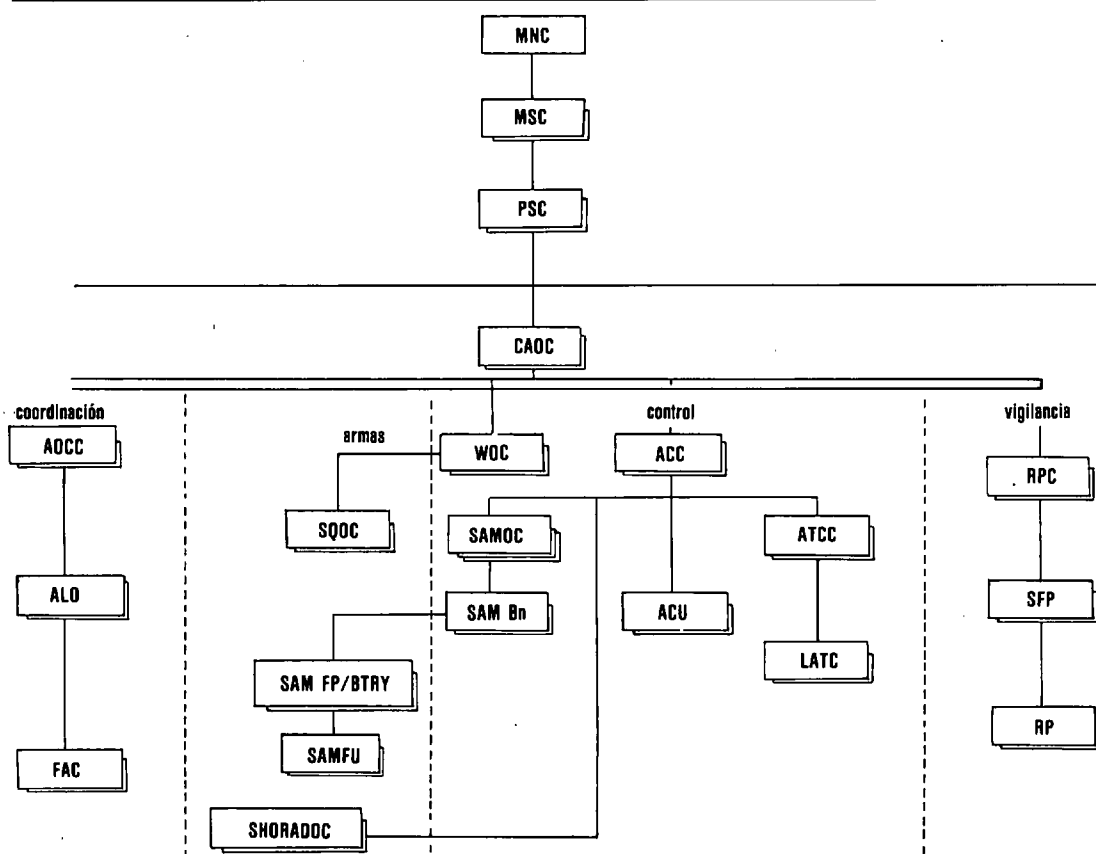 MNC
MSC
PSC
CAOC
coordinación
AOCC
ALO
FAC
armas
SQOC
SAM FP/BTRY
SAMFU
SHORADOC
control
WOC
ACC
SAMOC
ATCC
SAM Bn
ACU
LATC
vigilancia
RPC
SFP
RP